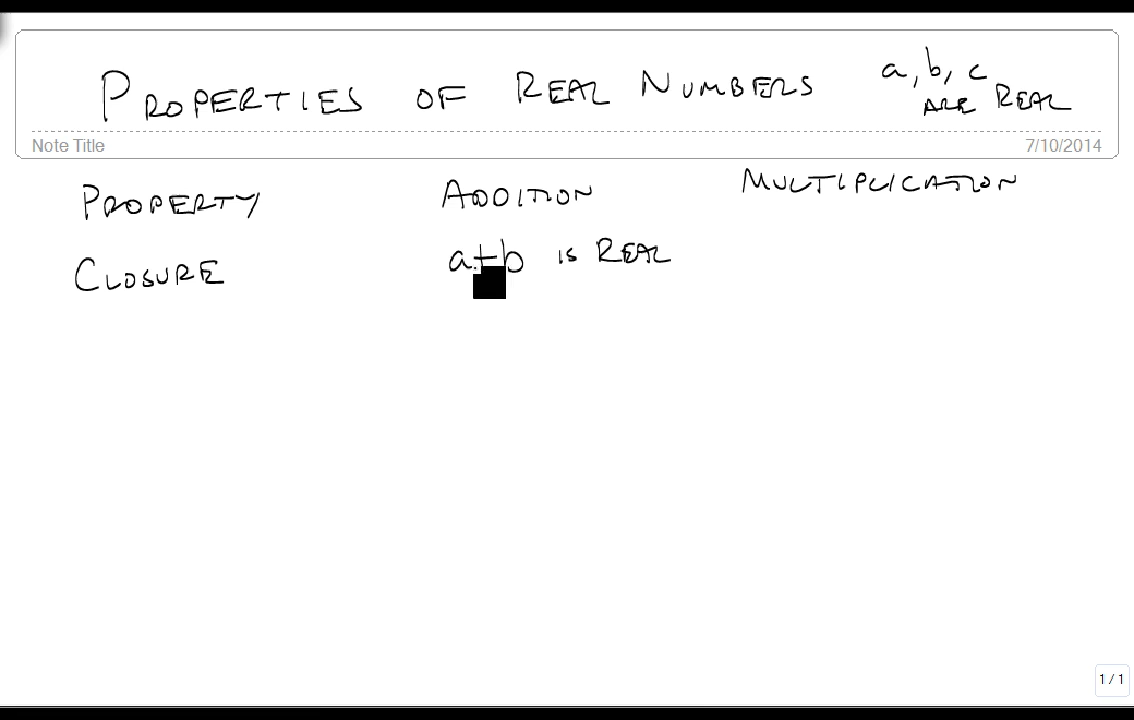 PROPERTIES OF REAL NUMBERS a, b, c
ARE REAL
Note Title 7/10/2014
PROPERTY ADDITION MULTIPLICATION
CLOSURE a+b IS REAL
1 / 1